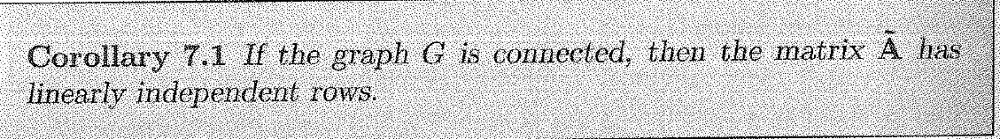 Corollary 7.1 If the graph G is connected, then the matrix Ã has
linearly independent rows.